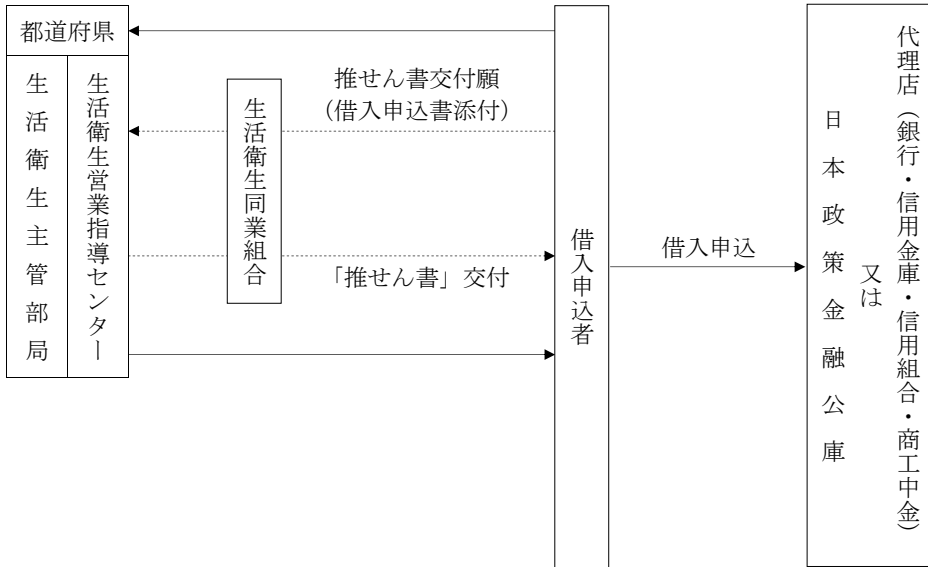 都道府県
生活衛生主管部局
生活衛生営業指導センター
生活衛生同業組合
推せん書交付願
（借入申込書添付）
「推せん書」交付
借入申込者
借入申込
日本政策金融公庫
又は
代理店（銀行・信用金庫・信用組合・商工中金）